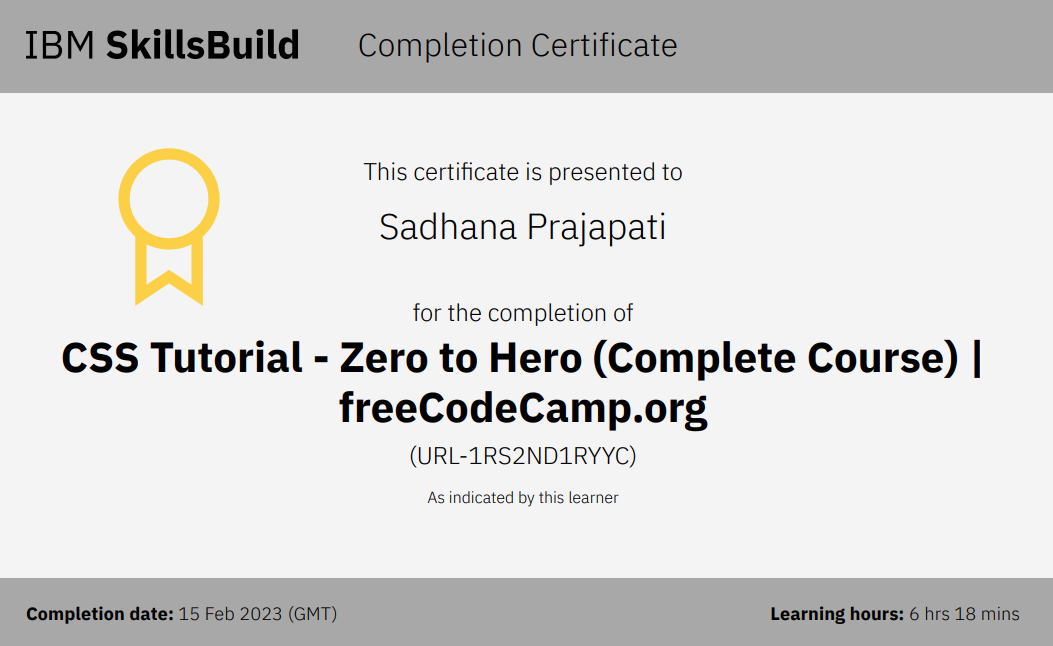 IBM SkillsBuild Completion Certificate
This certificate is presented to
Sadhana Prajapati
for the completion of
CSS Tutorial - Zero to Hero (Complete Course) |
freeCodeCamp.org
(URL-1RS2ND1RYYC)
As indicated by this learner
Completion date: 15 Feb 2023 (GMT) Learning hours: 6 hrs 18 mins